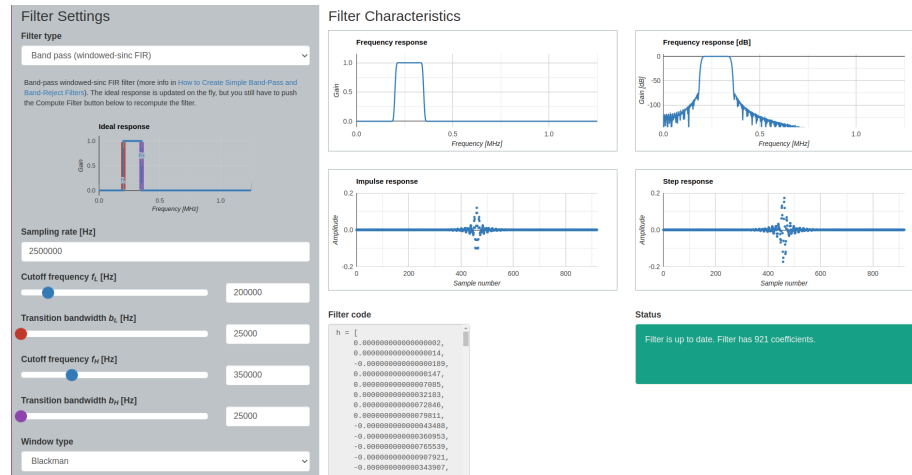 Filter Settings
Filter type
Band pass (windowed-sinc FIR)
Band-pass windowed-sinc FIR filter (more info in How to Create Simple Band-Pass and
Band-Reject Filters). The ideal response is updated on the fly, but you still have to push
the Compute Filter button below to recompute the filter.
Ideal response
1.0
0.5
0.0
Gain
0.0
0.5
1.0
Frequency [MHz]
Sampling rate [Hz]
2500000
Cutoff frequency fL [Hz]
200000
Transition bandwidth bL [Hz]
25000
Cutoff frequency fH [Hz]
350000
Transition bandwidth bH [Hz]
25000
Window type
Blackman
Filter Characteristics
Frequency response
1.0
0.5
0.0
Gain
0.0
0.5
1.0
Frequency [MHz]
Frequency response [dB]
0
-50
-100
Gain [dB]
0.0
0.5
1.0
Frequency [MHz]
Impulse response
0.2
0.0
-0.2
Amplitude
0
200
400
600
800
Sample number
Step response
0.2
0.0
-0.2
Amplitude
0
200
400
600
800
Sample number
Filter code
h = [
0.000000000000000002,
0.000000000000000014,
-0.000000000000000189,
0.000000000000000147,
0.000000000000007085,
0.000000000000032183,
0.000000000000072846,
0.000000000000079811,
-0.000000000000043488,
-0.000000000000360953,
-0.000000000000765539,
-0.000000000000907921,
-0.000000000000343907,
Status
Filter is up to date. Filter has 921 coefficients.